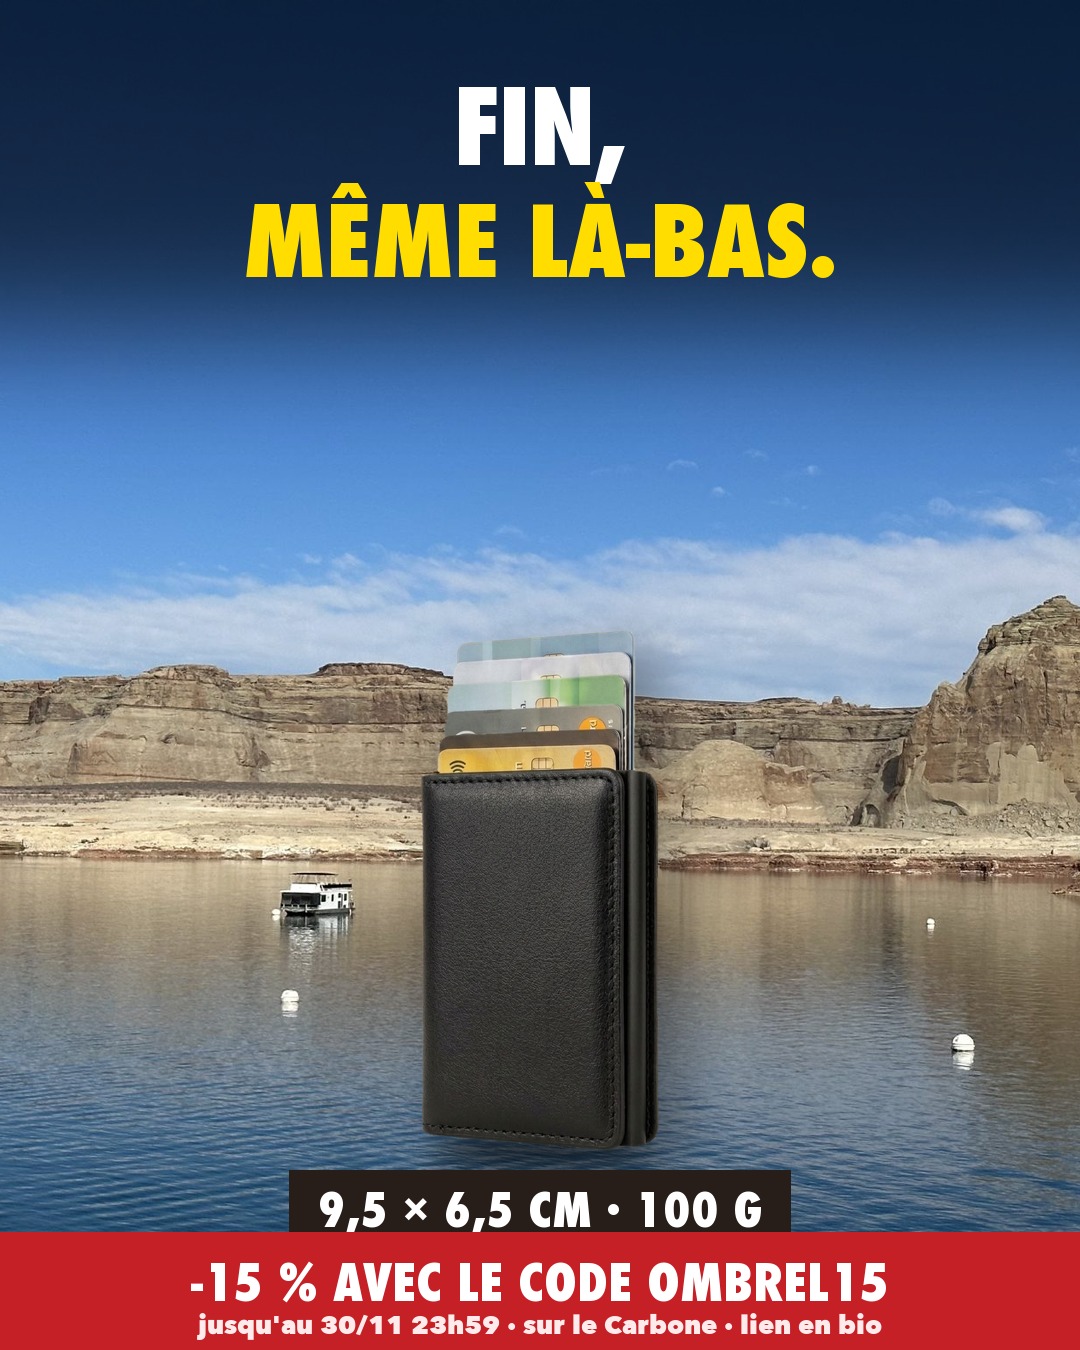 FIN,
MÊME LÀ-BAS.
9,5 × 6,5 CM · 100 G
-15 % AVEC LE CODE OMBREL15
jusqu'au 30/11 23h59 · sur le Carbone · lien en bio